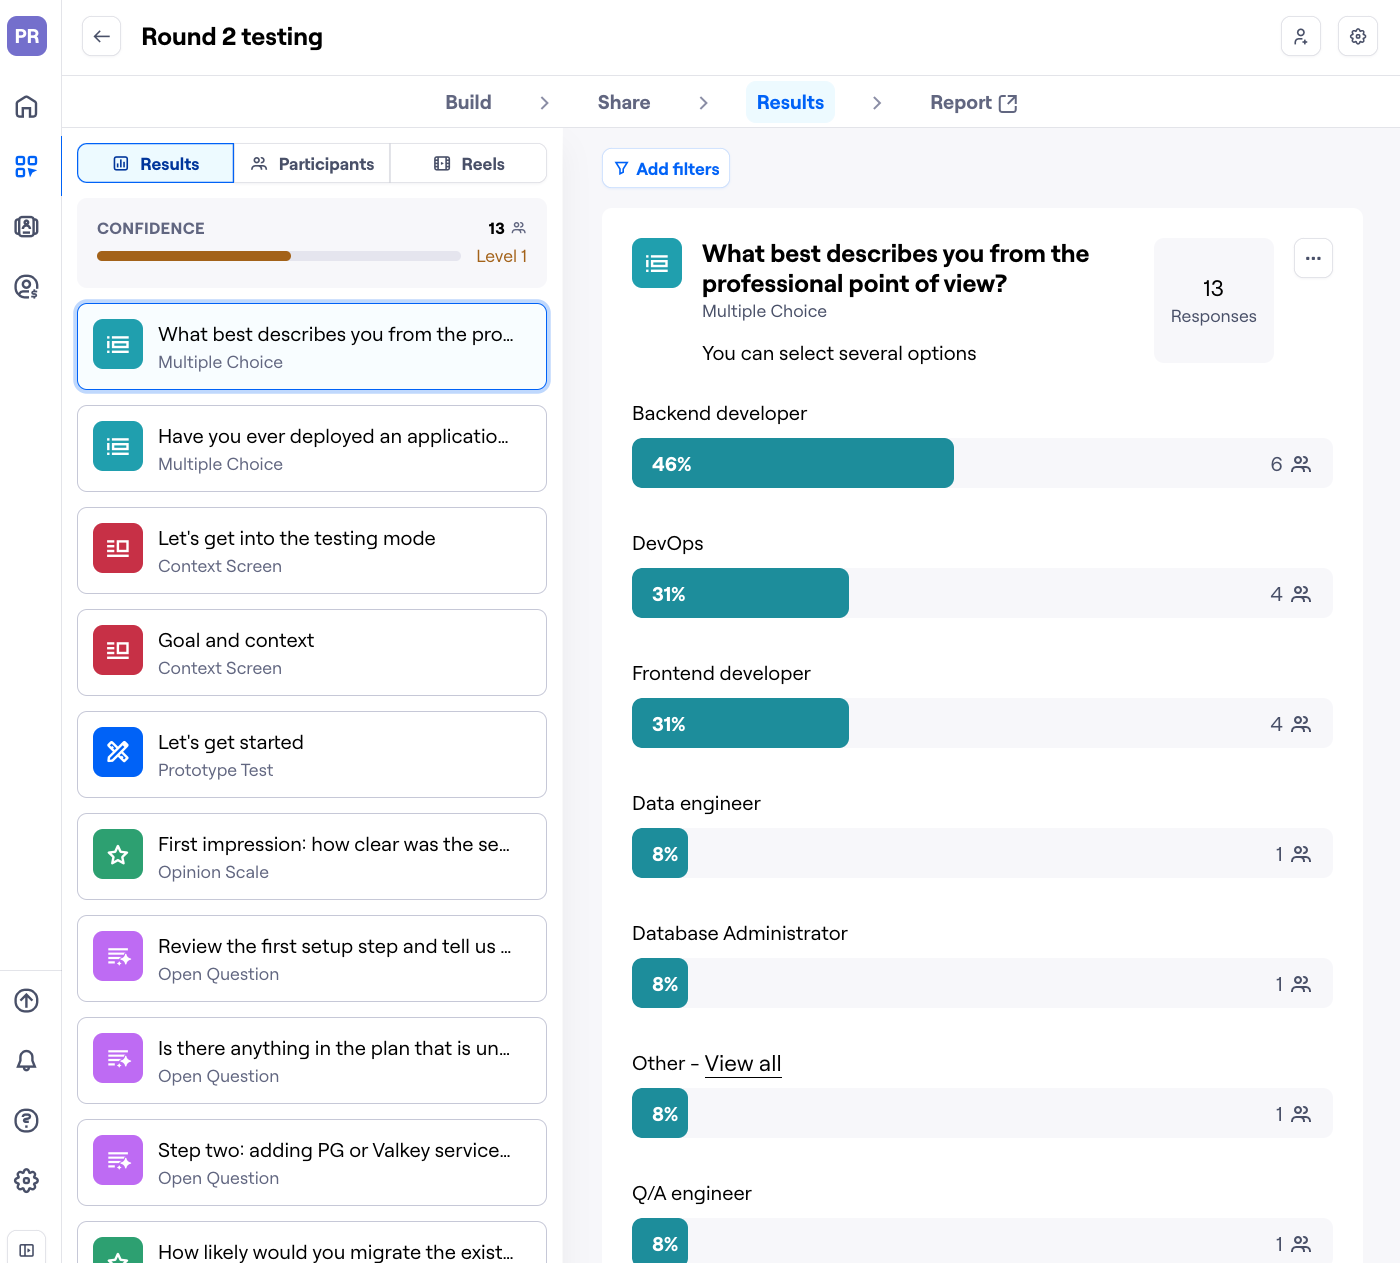 PR
Round 2 testing
Build
Share
Results
Report
Results
Participants
Reels
CONFIDENCE
13
Level 1
What best describes you from the pro...
Multiple Choice
Have you ever deployed an applicatio...
Multiple Choice
Let's get into the testing mode
Context Screen
Goal and context
Context Screen
Let's get started
Prototype Test
First impression: how clear was the se...
Opinion Scale
Review the first setup step and tell us ...
Open Question
Is there anything in the plan that is un...
Open Question
Step two: adding PG or Valkey service...
Open Question
How likely would you migrate the exist...
Add filters
What best describes you from the
professional point of view?
Multiple Choice
You can select several options
13
Responses
Backend developer
46%
6
DevOps
31%
4
Frontend developer
31%
4
Data engineer
8%
1
Database Administrator
8%
1
Other - View all
8%
1
Q/A engineer
8%
1